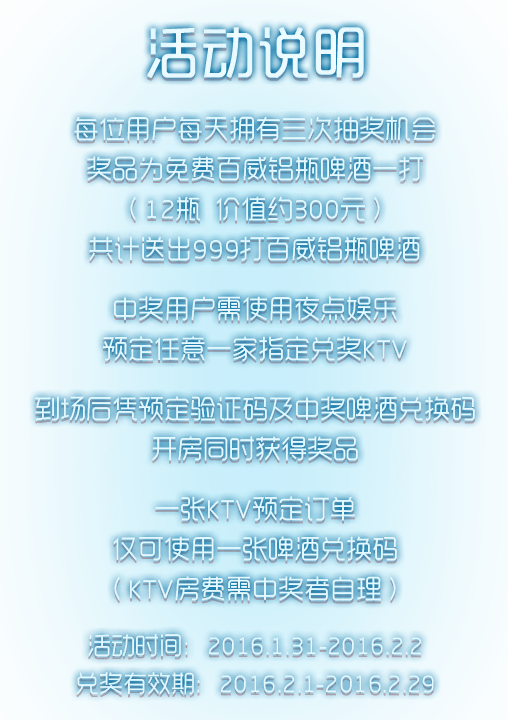 活动说明
每位用户每天拥有三次抽奖机会
奖品为免费百威铝瓶啤酒一打
（12瓶 价值约300元）
共计送出999打百威铝瓶啤酒
中奖用户需使用夜点娱乐
预定任意一家指定兑奖KTV
到场后凭预定验证码及中奖啤酒兑换码
开房同时获得奖品
一张KTV预定订单
仅可使用一张啤酒兑换码
（KTV房费需中奖者自理）
活动时间：2016.1.31-2016.2.2
兑奖有效期：2016.2.1-2016.2.29